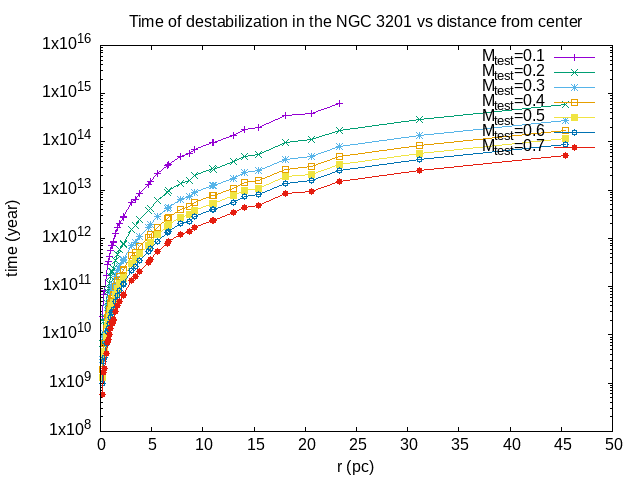 Time of destabilization in the NGC 3201 vs distance from center
1x10^16
1x10^15
1x10^14
1x10^13
1x10^12
1x10^11
1x10^10
1x10^9
1x10^8
time (year)
M_test=0.1
M_test=0.2
M_test=0.3
M_test=0.4
M_test=0.5
M_test=0.6
M_test=0.7
0 5 10 15 20 25 30 35 40 45 50
r (pc)